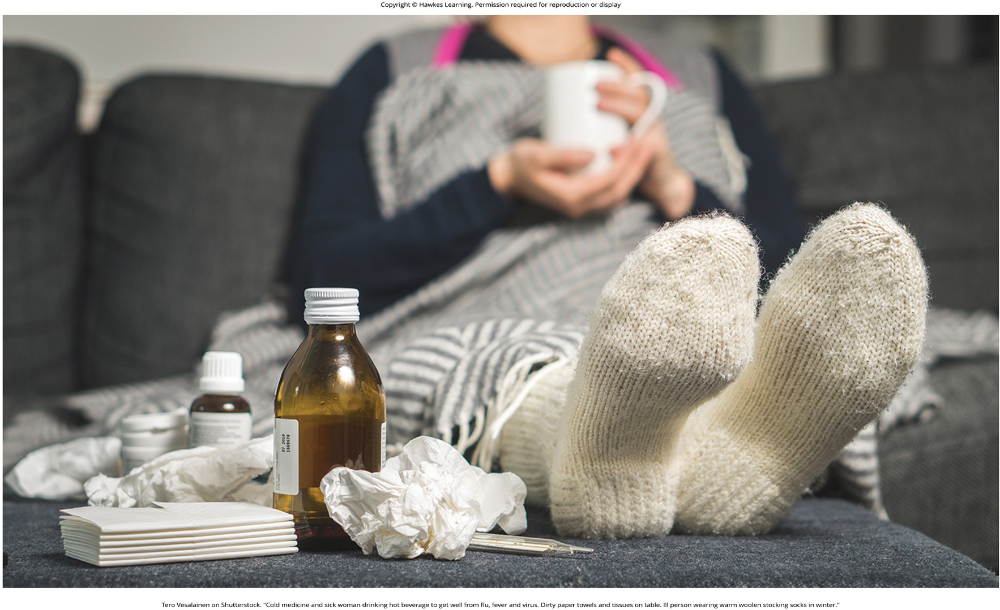 Copyright © Hawkes Learning. Permission required for reproduction or display
07 2018
1669678
Tero Vesalainen on Shutterstock. "Cold medicine and sick woman drinking hot beverage to get well from flu, fever and virus. Dirty paper towels and tissues on table. Ill person wearing warm woolen stocking socks in winter."